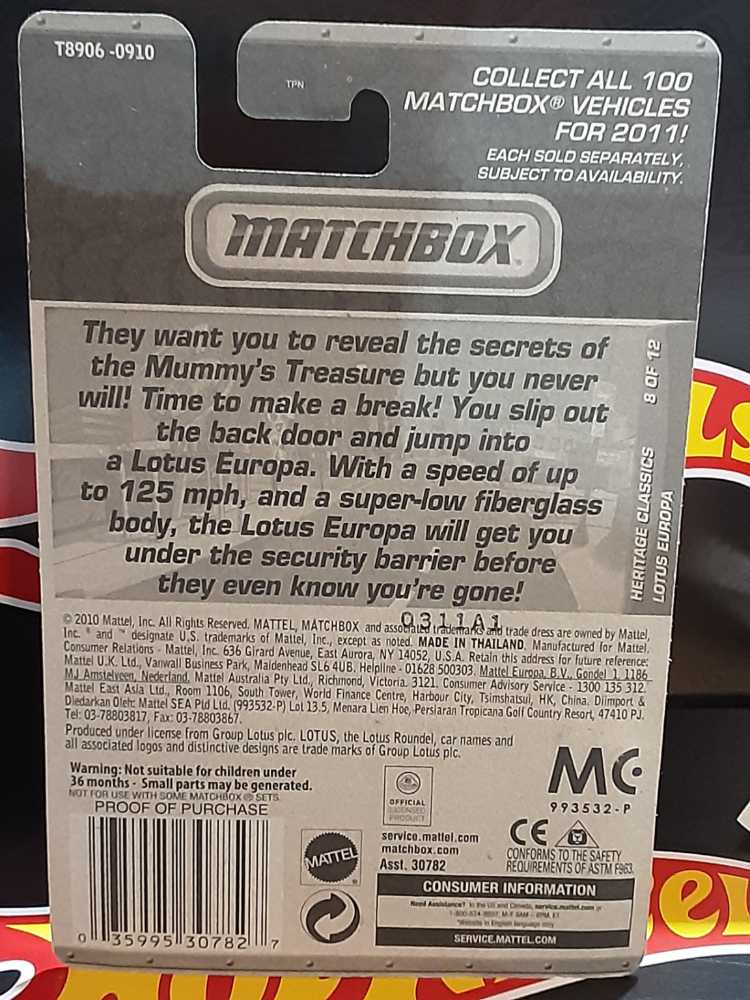 T8906 -0910
TPN
COLLECT ALL 100
MATCHBOX® VEHICLES
FOR 2011!
EACH SOLD SEPARATELY,
SUBJECT TO AVAILABILITY.
MATCHBOX
They want you to reveal the secrets of
the Mummy's Treasure but you never
will! Time to make a break! You slip out
the back door and jump into
a Lotus Europa. With a speed of up
to 125 mph, and a super-low fiberglass
body, the Lotus Europa will get you
under the security barrier before
they even know you're gone!
HERITAGE CLASSICS 8 OF 12
LOTUS EUROPA
0311A1
© 2010 Mattel, Inc. All Rights Reserved. MATTEL, MATCHBOX and associated trademarks and trade dress are owned by Mattel,
Inc. ® and ™ designate U.S. trademarks of Mattel, Inc., except as noted. MADE IN THAILAND. Manufactured for Mattel.
Consumer Relations - Mattel, Inc. 636 Girard Avenue, East Aurora, NY 14052, U.S.A. Retain this address for future reference:
Mattel U.K. Ltd., Vanwall Business Park, Maidenhead SL6 4UB. Helpline - 01628 500303. Mattel Europa, B.V., Gondel 1, 1186
MJ Amstelveen, Nederland. Mattel Australia Pty Ltd., Richmond, Victoria. 3121. Consumer Advisory Service - 1300 135 312.
Mattel East Asia Ltd., Room 1106, South Tower, World Finance Centre, Harbour City, Tsimshatsui, HK, China. Diimport &
Diedarkan Oleh: Mattel SEA Ptd Ltd. (993532-P) Lot 13.5, Menara Lien Hoe, Persiaran Tropicana Golf Country Resort, 47410 PJ.
Tel: 03-78803817, Fax: 03-78803867.
Produced under license from Group Lotus plc. LOTUS, the Lotus Roundel, car names and
all associated logos and distinctive designs are trade marks of Group Lotus plc.
Warning: Not suitable for children under
36 months - Small parts may be generated.
NOT FOR USE WITH SOME MATCHBOX® SETS.
PROOF OF PURCHASE
0 35995 30782 7
MATTEL
OFFICIAL
LICENSED
PRODUCT
service.mattel.com
matchbox.com
Asst. 30782
MC
993532-P
CE
CONFORMS TO THE SAFETY
REQUIREMENTS OF ASTM F963.
CONSUMER INFORMATION
Need Assistance? In the US and Canada, service.mattel.com or
SERVICE.MATTEL.COM